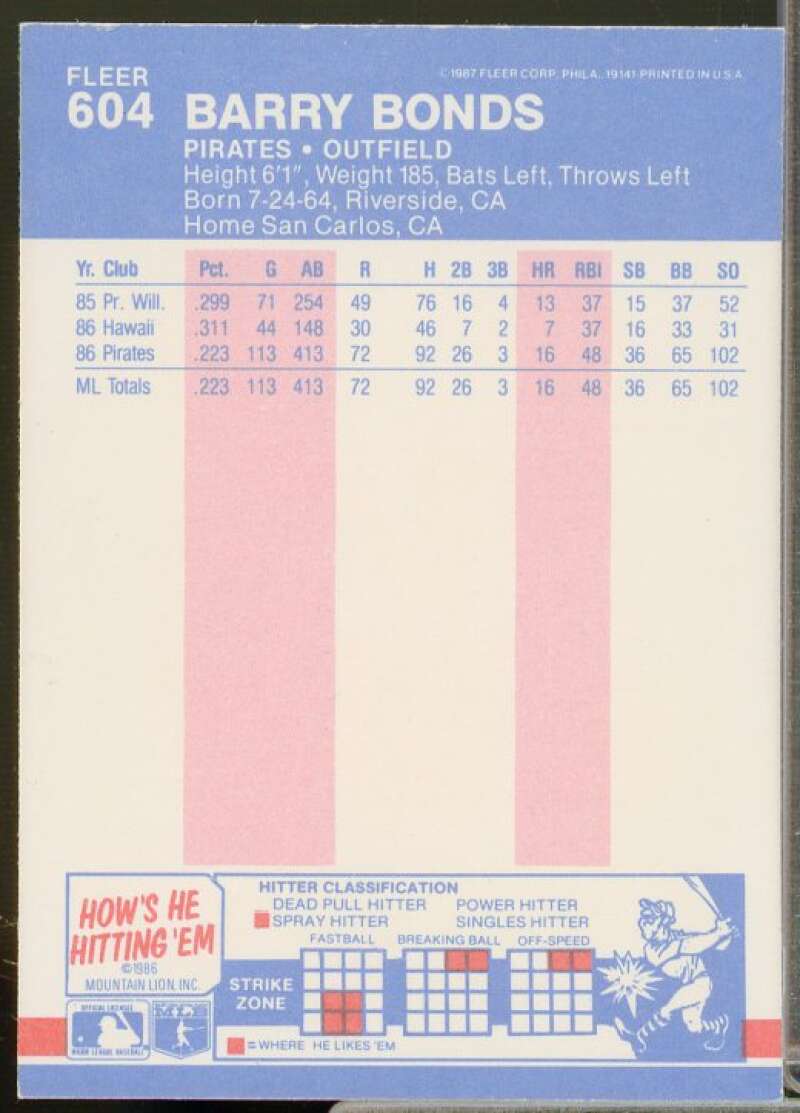 FLEER
604
©1987 FLEER CORP. PHILA. 19141 PRINTED IN U.S.A.
BARRY BONDS
PIRATES • OUTFIELD
Height 6'1", Weight 185, Bats Left, Throws Left
Born 7-24-64, Riverside, CA
Home San Carlos, CA
Yr. Club Pct. G AB R H 2B 3B HR RBI SB BB SO
85 Pr. Will. .299 71 254 49 76 16 4 13 37 15 37 52
86 Hawaii .311 44 148 30 46 7 2 7 37 16 33 31
86 Pirates .223 113 413 72 92 26 3 16 48 36 65 102
ML Totals .223 113 413 72 92 26 3 16 48 36 65 102
HOW'S HE
HITTING 'EM
©1986
MOUNTAIN LION, INC.
HITTER CLASSIFICATION
DEAD PULL HITTER POWER HITTER
SPRAY HITTER SINGLES HITTER
FASTBALL BREAKING BALL OFF-SPEED
STRIKE
ZONE
= WHERE HE LIKES 'EM
OFFICIAL LICENSEE
MAJOR LEAGUE BASEBALL